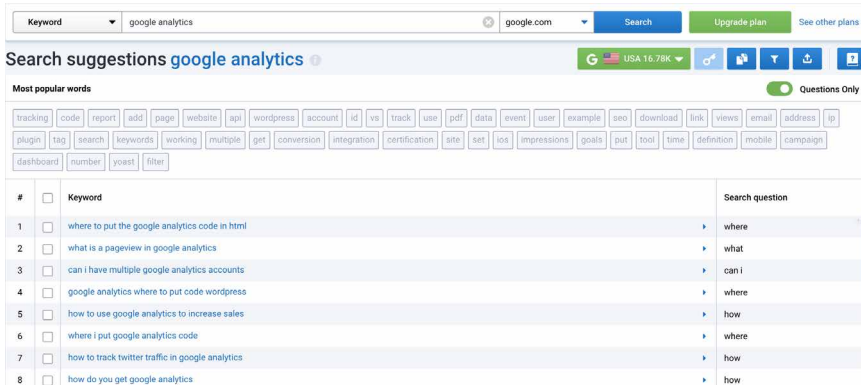 Keyword google analytics google.com Search Upgrade plan See other plans
Search suggestions google analytics G USA 16.78K
Most popular words Questions Only
tracking code report add page website api wordpress account id vs track use pdf data event user example seo download link views email address ip
plugin tag search keywords working multiple get conversion integration certification site set ios impressions goals put tool time definition mobile campaign
dashboard number yoast filter
# Keyword Search question
1 where to put the google analytics code in html where
2 what is a pageview in google analytics what
3 can i have multiple google analytics accounts can i
4 google analytics where to put code wordpress where
5 how to use google analytics to increase sales how
6 where i put google analytics code where
7 how to track twitter traffic in google analytics how
8 how do you get google analytics how